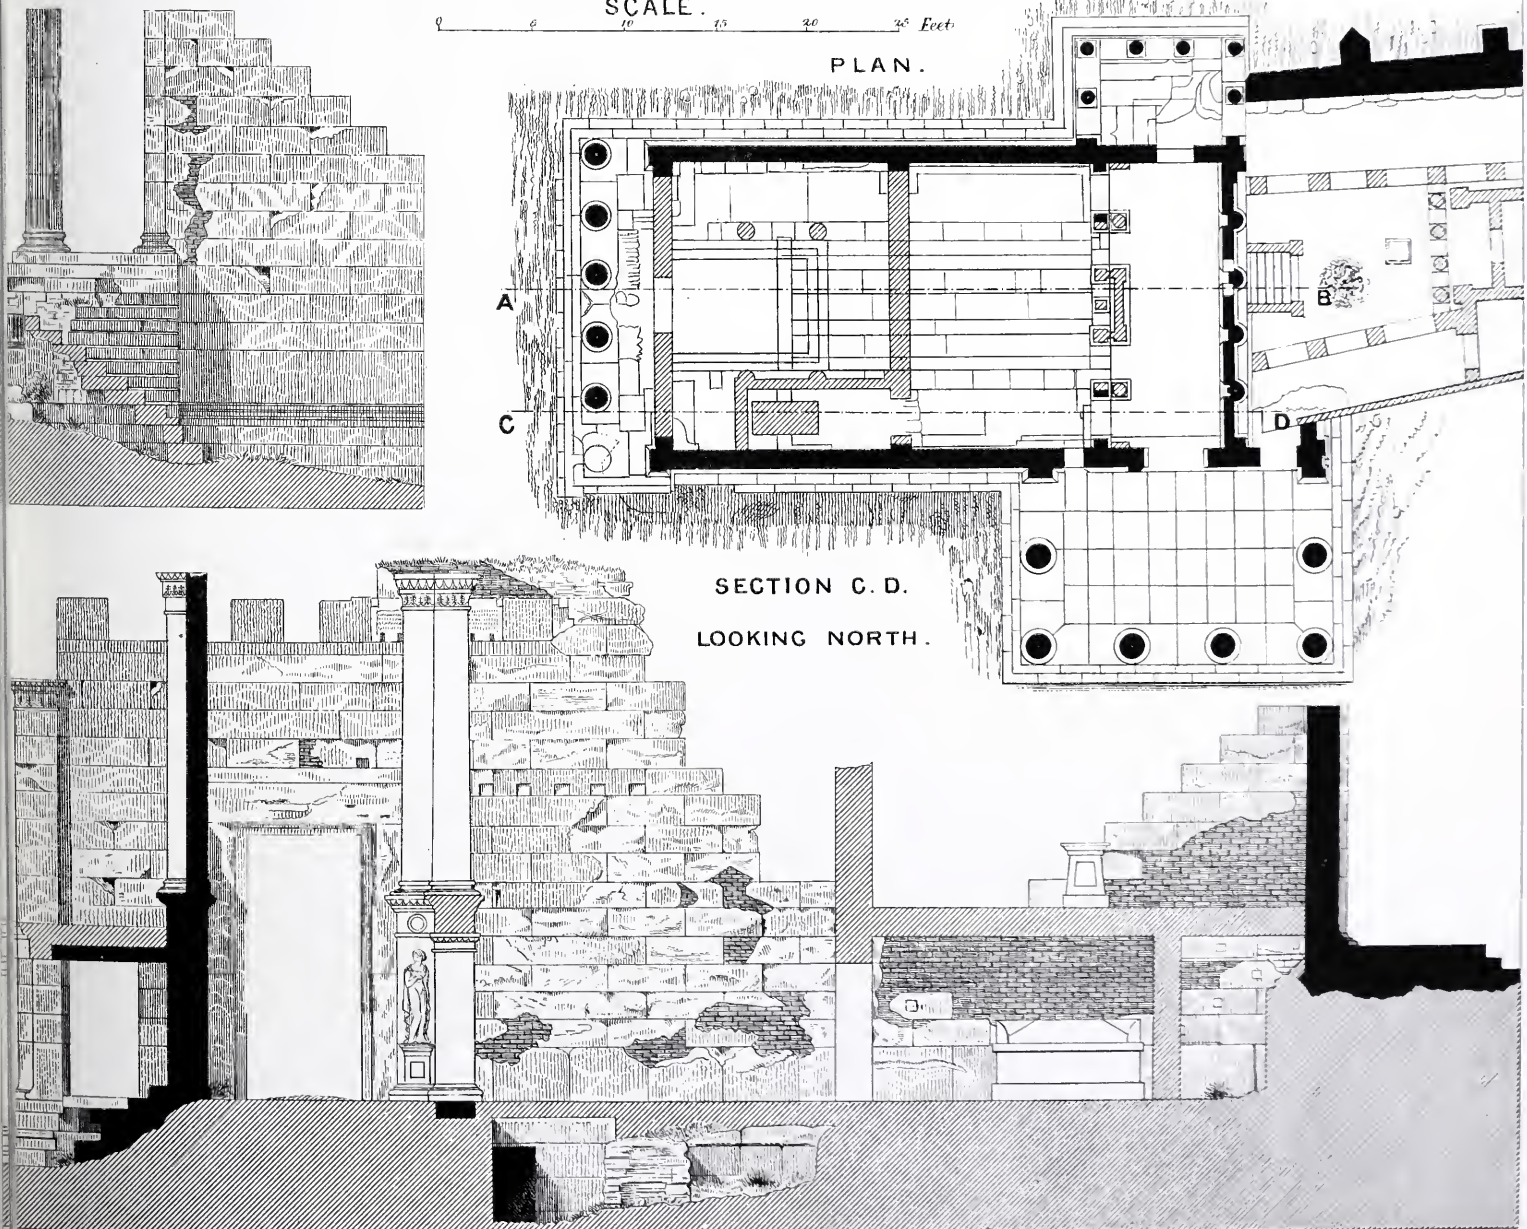 SCALE.
0 5 10 15 20 25 Feet
PLAN.
A
B
C
D
SECTION C. D.
LOOKING NORTH.